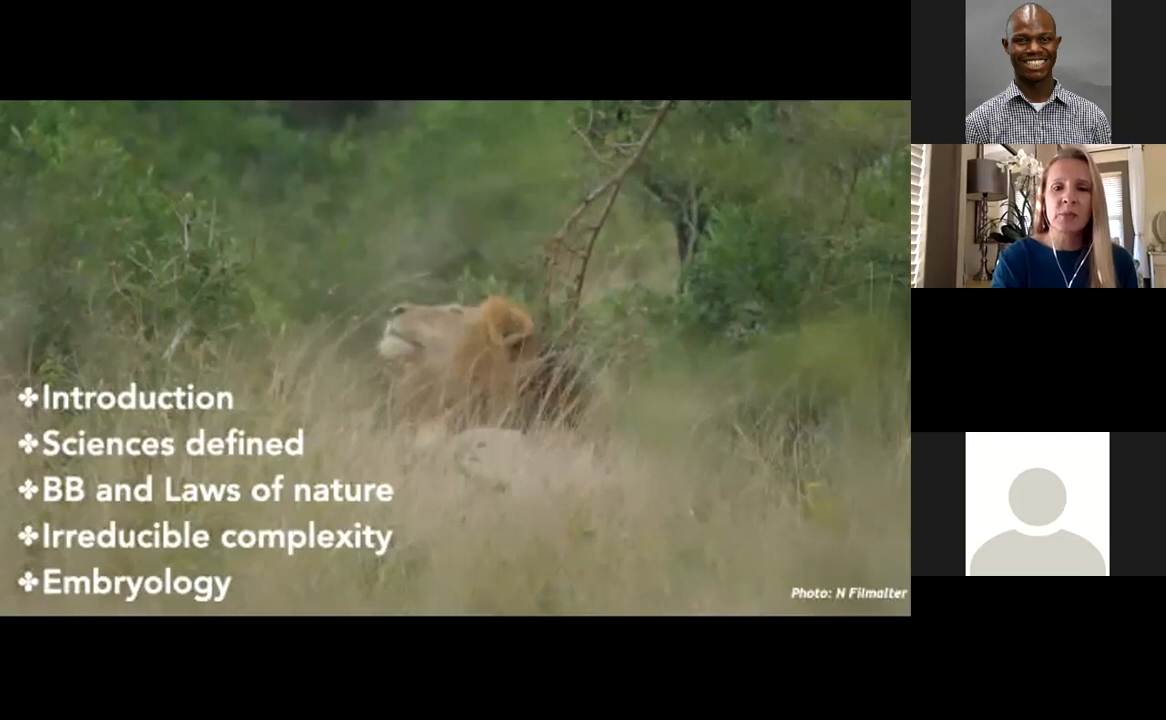 ✤Introduction
✤Sciences defined
✤BB and Laws of nature
✤Irreducible complexity
✤Embryology
Photo: N Filmalter